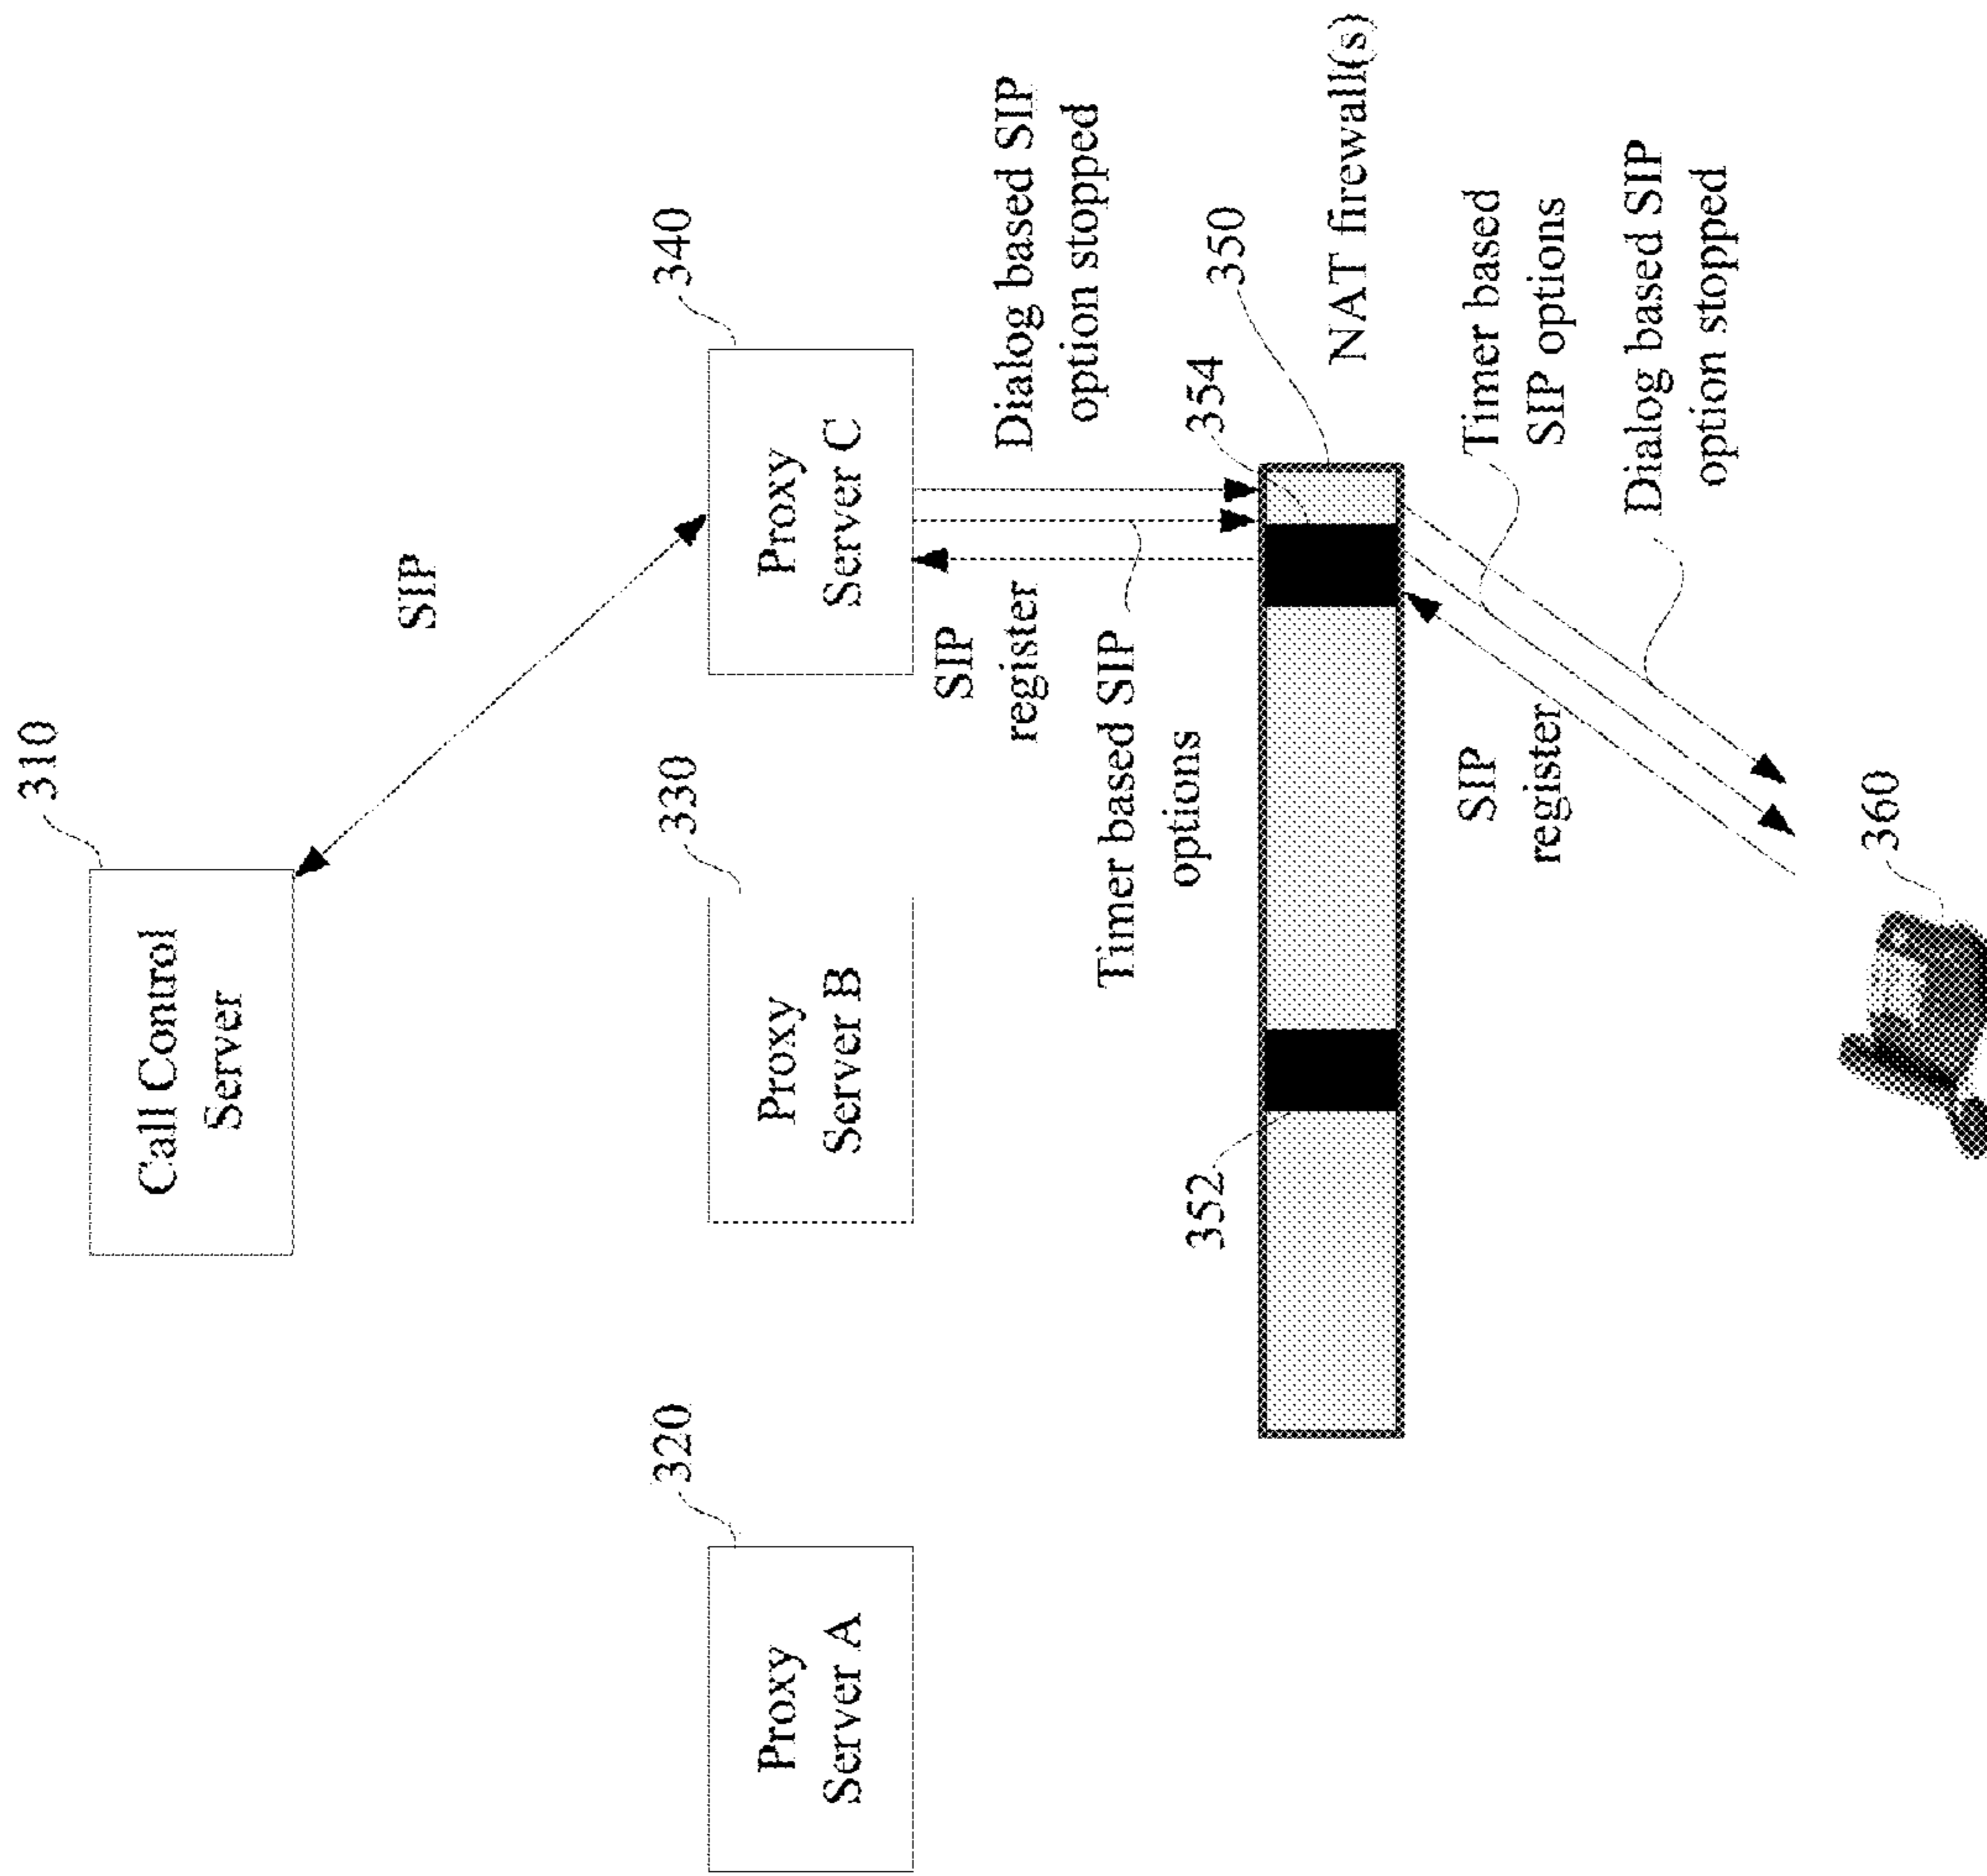 310
Call Control
Server
SIP
320
330
340
Proxy
Server A
Proxy
Server B
Proxy
Server C
SIP
register
Timer based SIP
options
Dialog based SIP
option stopped
352
354
350
NAT firewall(s)
SIP
register
Timer based
SIP options
Dialog based SIP
option stopped
360